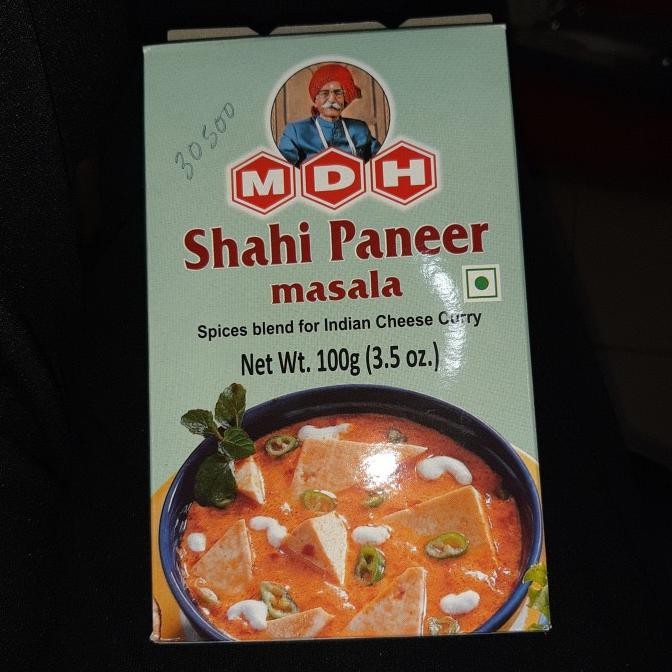 30500
MDH
Shahi Paneer
masala
Spices blend for Indian Cheese Curry
Net Wt. 100g (3.5 oz.)